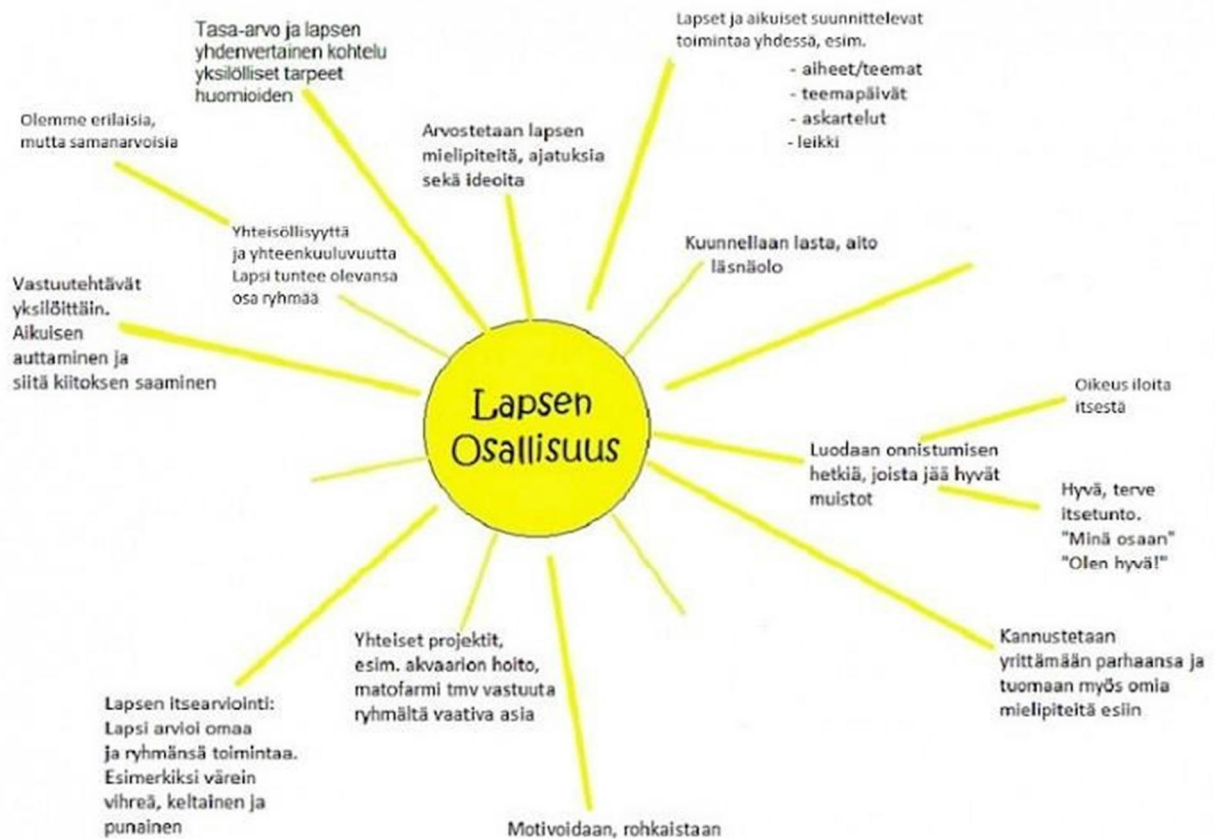 Tasa-arvo ja lapsen
yhdenvertainen kohtelu
yksilölliset tarpeet
huomioiden
Lapset ja aikuiset suunnittelevat
toimintaa yhdessä, esim.
- aiheet/teemat
- teemapäivät
- askartelut
- leikki
Olemme erilaisia,
mutta samanarvoisia
Arvostetaan lapsen
mielipiteitä, ajatuksia
sekä ideoita
Yhteisöllisyyttä
ja yhteenkuuluvuutta
Lapsi tuntee olevansa
osa ryhmää
Kuunnellaan lasta, aito
läsnäolo
Vastuutehtävät
yksilöittäin.
Aikuisen
auttaminen ja
siitä kiitoksen saaminen
Lapsen
Osallisuus
Oikeus iloita
itsestä
Luodaan onnistumisen
hetkiä, joista jää hyvät
muistot
Hyvä, terve
itsetunto.
"Minä osaan"
"Olen hyvä!"
Kannustetaan
yrittämään parhaansa ja
tuomaan myös omia
mielipiteitä esiin
Yhteiset projektit,
esim. akvaarion hoito,
matofarmi tmv vastuuta
ryhmältä vaativa asia
Lapsen itsearviointi:
Lapsi arvioi omaa
ja ryhmänsä toimintaa.
Esimerkiksi värein
vihreä, keltainen ja
punainen
Motivoidaan, rohkaistaan